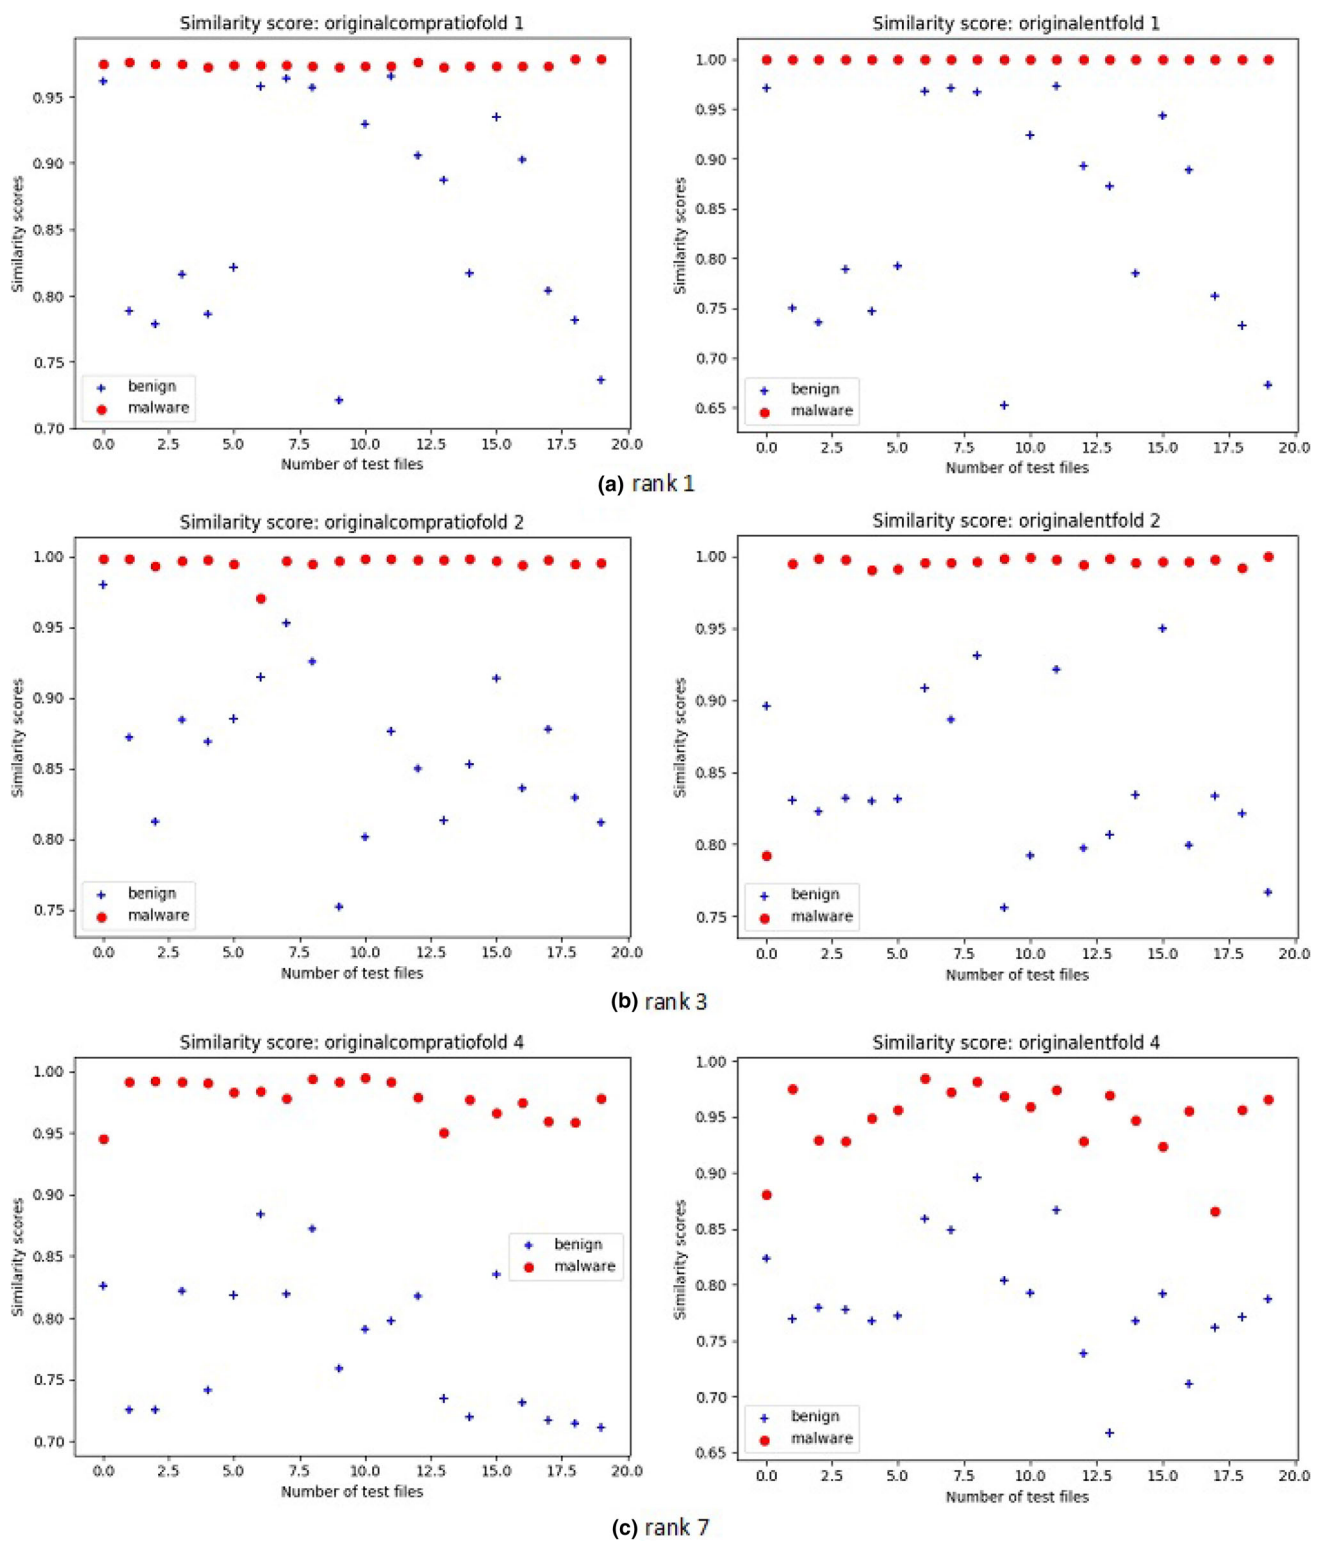 Similarity score: originalcompratiofold 1
Similarity scores
0.95
0.90
0.85
0.80
0.75
0.70
benign
malware
0.0 2.5 5.0 7.5 10.0 12.5 15.0 17.5 20.0
Number of test files
Similarity score: originalentfold 1
Similarity scores
1.00
0.95
0.90
0.85
0.80
0.75
0.70
0.65
benign
malware
0.0 2.5 5.0 7.5 10.0 12.5 15.0 17.5 20.0
Number of test files
(a) rank 1
Similarity score: originalcompratiofold 2
Similarity scores
1.00
0.95
0.90
0.85
0.80
0.75
benign
malware
0.0 2.5 5.0 7.5 10.0 12.5 15.0 17.5 20.0
Number of test files
Similarity score: originalentfold 2
Similarity scores
1.00
0.95
0.90
0.85
0.80
0.75
benign
malware
0.0 2.5 5.0 7.5 10.0 12.5 15.0 17.5 20.0
Number of test files
(b) rank 3
Similarity score: originalcompratiofold 4
Similarity scores
1.00
0.95
0.90
0.85
0.80
0.75
0.70
benign
malware
0.0 2.5 5.0 7.5 10.0 12.5 15.0 17.5 20.0
Number of test files
Similarity score: originalentfold 4
Similarity scores
1.00
0.95
0.90
0.85
0.80
0.75
0.70
0.65
benign
malware
0.0 2.5 5.0 7.5 10.0 12.5 15.0 17.5 20.0
Number of test files
(c) rank 7